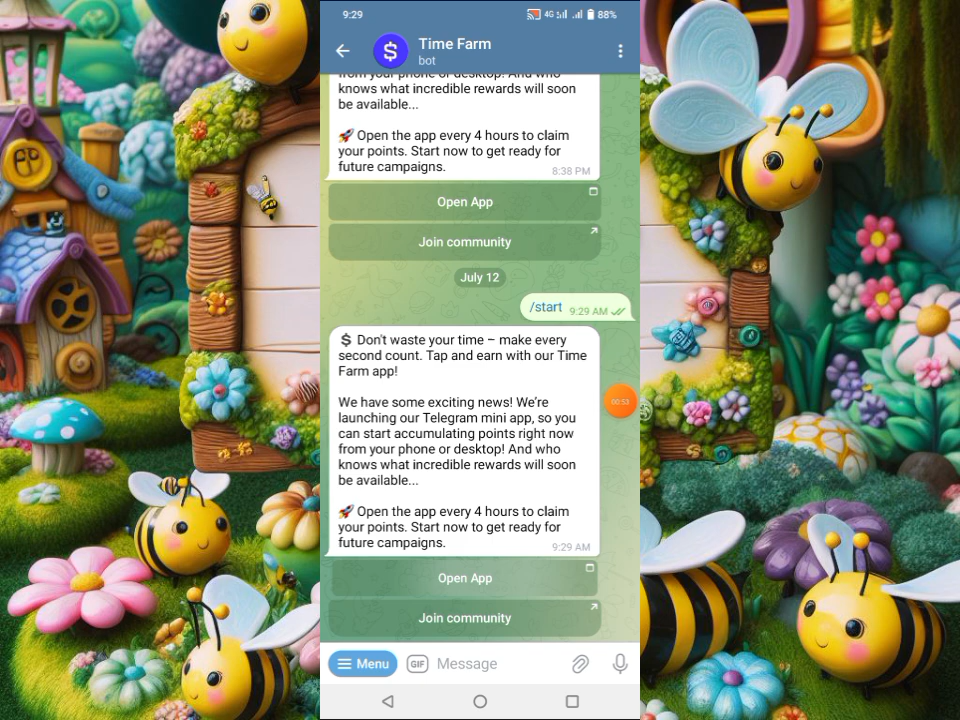 9:29
4G
88%
Time Farm
bot
from your phone or desktop! And who
knows what incredible rewards will soon
be available...
🚀 Open the app every 4 hours to claim
your points. Start now to get ready for
future campaigns.
8:38 PM
Open App
Join community
July 12
/start
9:29 AM
💲 Don't waste your time – make every
second count. Tap and earn with our Time
Farm app!
We have some exciting news! We're
launching our Telegram mini app, so you
can start accumulating points right now
from your phone or desktop! And who
knows what incredible rewards will soon
be available...
🚀 Open the app every 4 hours to claim
your points. Start now to get ready for
future campaigns.
9:29 AM
00:53
Open App
Join community
Menu
GIF
Message